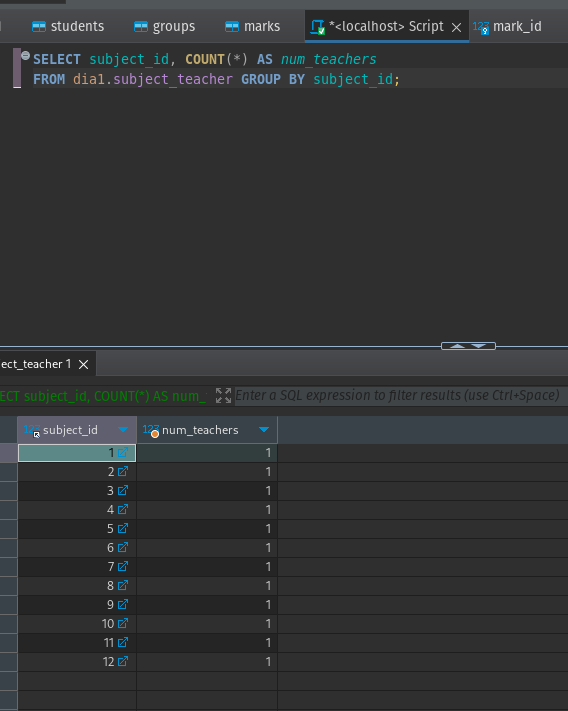 students groups marks *<localhost> Script mark_id
SELECT subject_id, COUNT(*) AS num_teachers
FROM dia1.subject_teacher GROUP BY subject_id;
ect_teacher 1
ECT subject_id, COUNT(*) AS num_ Enter a SQL expression to filter results (use Ctrl+Space)
123 subject_id 123 num_teachers
1 1
2 1
3 1
4 1
5 1
6 1
7 1
8 1
9 1
10 1
11 1
12 1